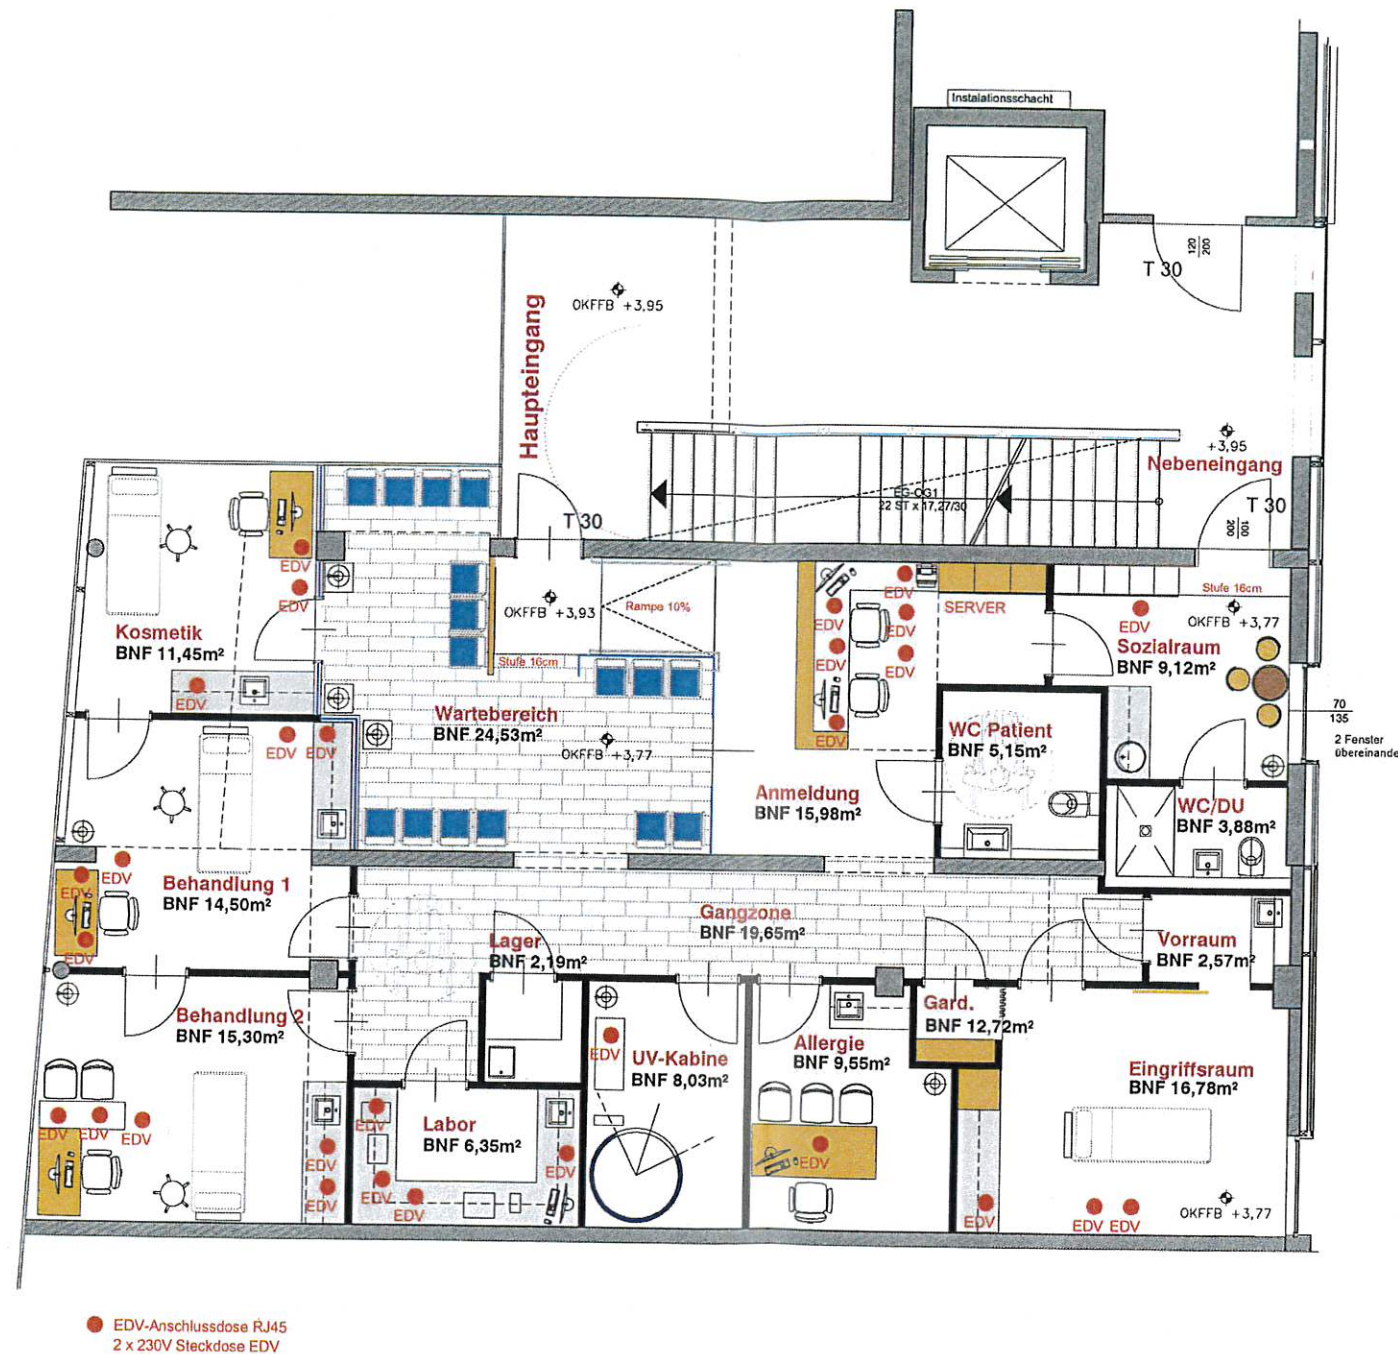 Instalationsschacht
120
200
T 30
OKFFB +3,95
Haupteingang
+3,95
Nebeneingang
T 30
100
200
EG-OG1
22 ST x 17,27/30
T 30
EDV
EDV
Kosmetik
BNF 11,45m²
EDV
OKFFB +3,93
Rampe 10%
Stufe 16cm
EDV
SERVER
EDV
EDV
EDV
EDV
EDV
Stufe 16cm
EDV
OKFFB +3,77
Sozialraum
BNF 9,12m²
70
135
2 Fenster
übereinande
Wartebereich
BNF 24,53m²
OKFFB +3,77
WC Patient
BNF 5,15m²
EDV
EDV
Anmeldung
BNF 15,98m²
WC/DU
BNF 3,88m²
EDV
EDV
Behandlung 1
BNF 14,50m²
EDV
Gangzone
BNF 19,65m²
Lager
BNF 2,19m²
Vorraum
BNF 2,57m²
Behandlung 2
BNF 15,30m²
Gard.
BNF 12,72m²
EDV
UV-Kabine
BNF 8,03m²
Allergie
BNF 9,55m²
Eingriffsraum
BNF 16,78m²
EDV
EDV
EDV
EDV
EDV
EDV
Labor
BNF 6,35m²
EDV
EDV
EDV
EDV
EDV
EDV
EDV
EDV
OKFFB +3,77
EDV-Anschlussdose RJ45
2 x 230V Steckdose EDV